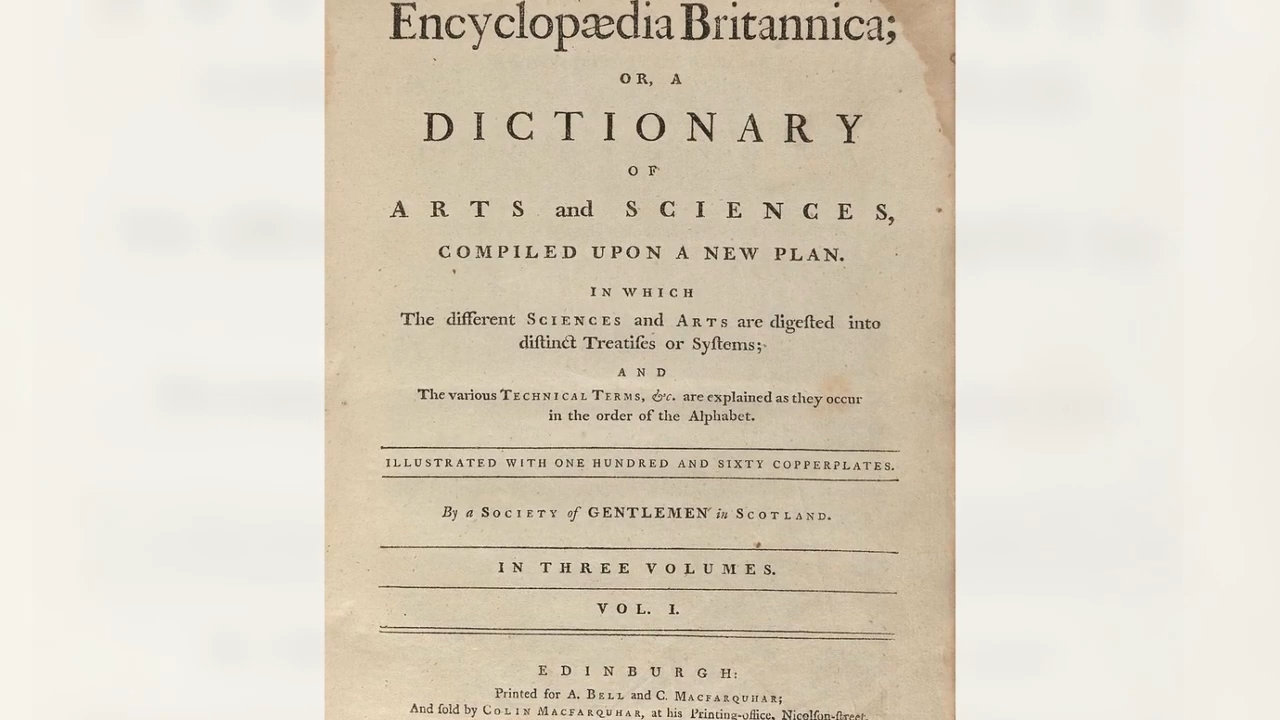 Encyclopædia Britannica;
OR, A
DICTIONARY
OF
ARTS and SCIENCES,
COMPILED UPON A NEW PLAN.
IN WHICH
The different SCIENCES and ARTS are digeſted into
diſtinct Treatiſes or Syſtems;
AND
The various TECHNICAL TERMS, &c. are explained as they occur
in the order of the Alphabet.
ILLUSTRATED WITH ONE HUNDRED AND SIXTY COPPERPLATES.
By a SOCIETY of GENTLEMEN in SCOTLAND.
IN THREE VOLUMES.
VOL. I.
EDINBURGH:
Printed for A. BELL and C. MACFARQUHAR;
And ſold by COLIN MACFARQUHAR, at his Printing-office, Nicolſon-ſtreet.